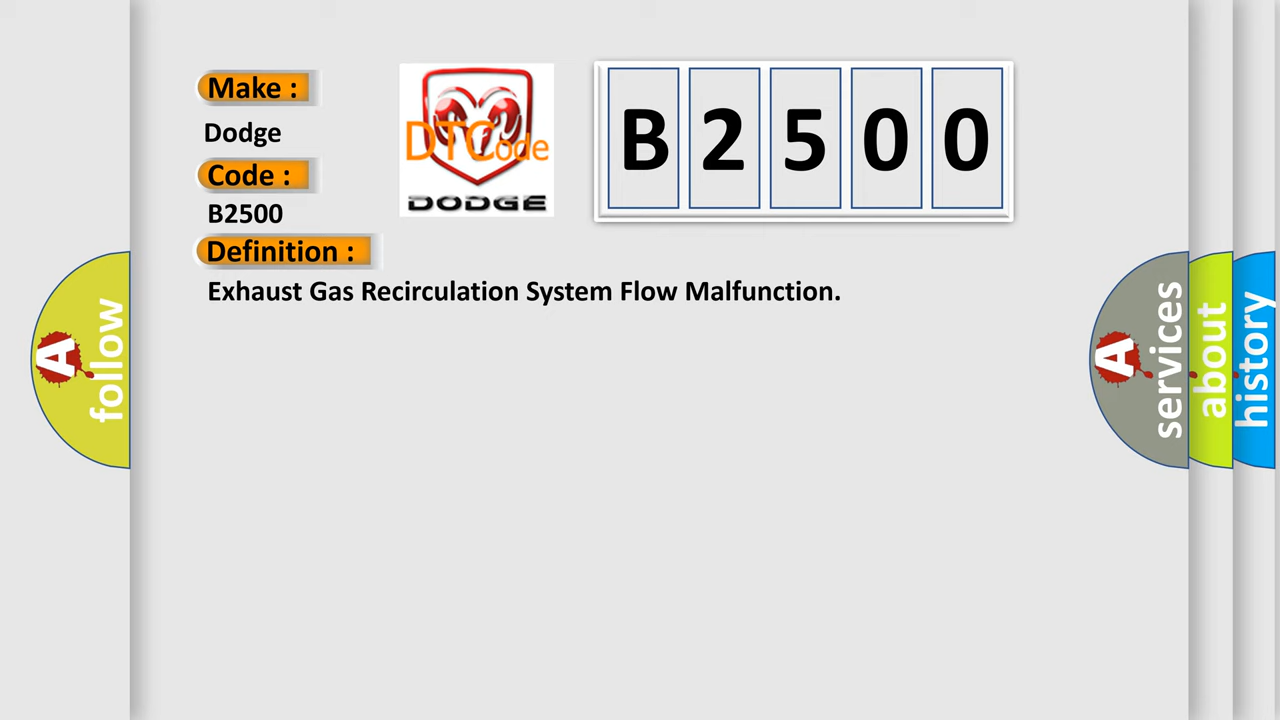 Make :
Dodge
Code :
B2500
Definition :
Exhaust Gas Recirculation System Flow Malfunction.
DTCode
DODGE
B 2 5 0 0
A follow
A services
about
history